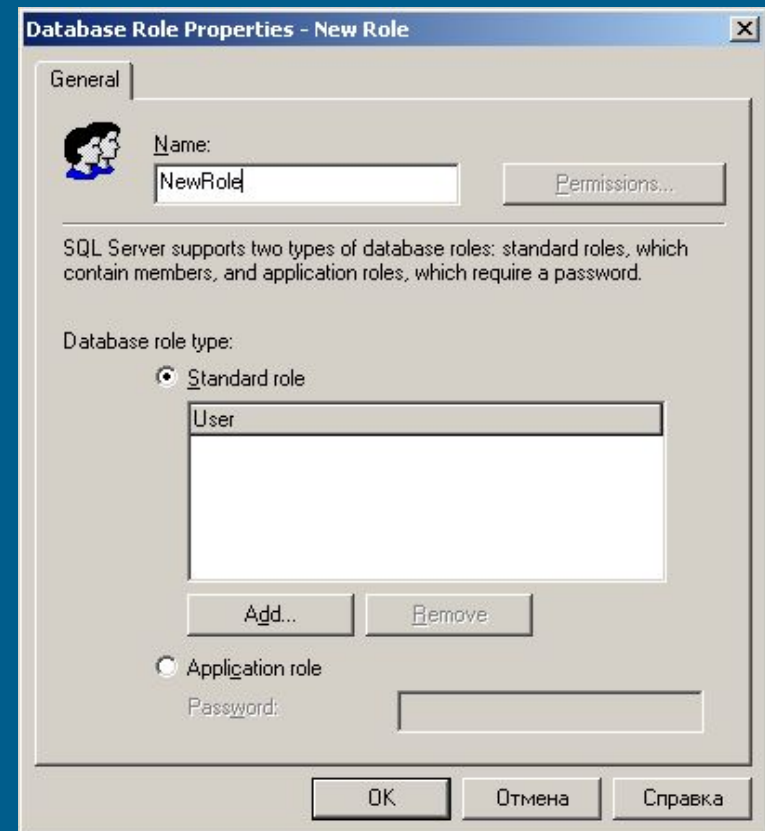 Database Role Properties - New Role
General
Name:
NewRole
Permissions...
SQL Server supports two types of database roles: standard roles, which
contain members, and application roles, which require a password.
Database role type:
Standard role
User
Add... Remove
Application role
Password:
OK Отмена Справка